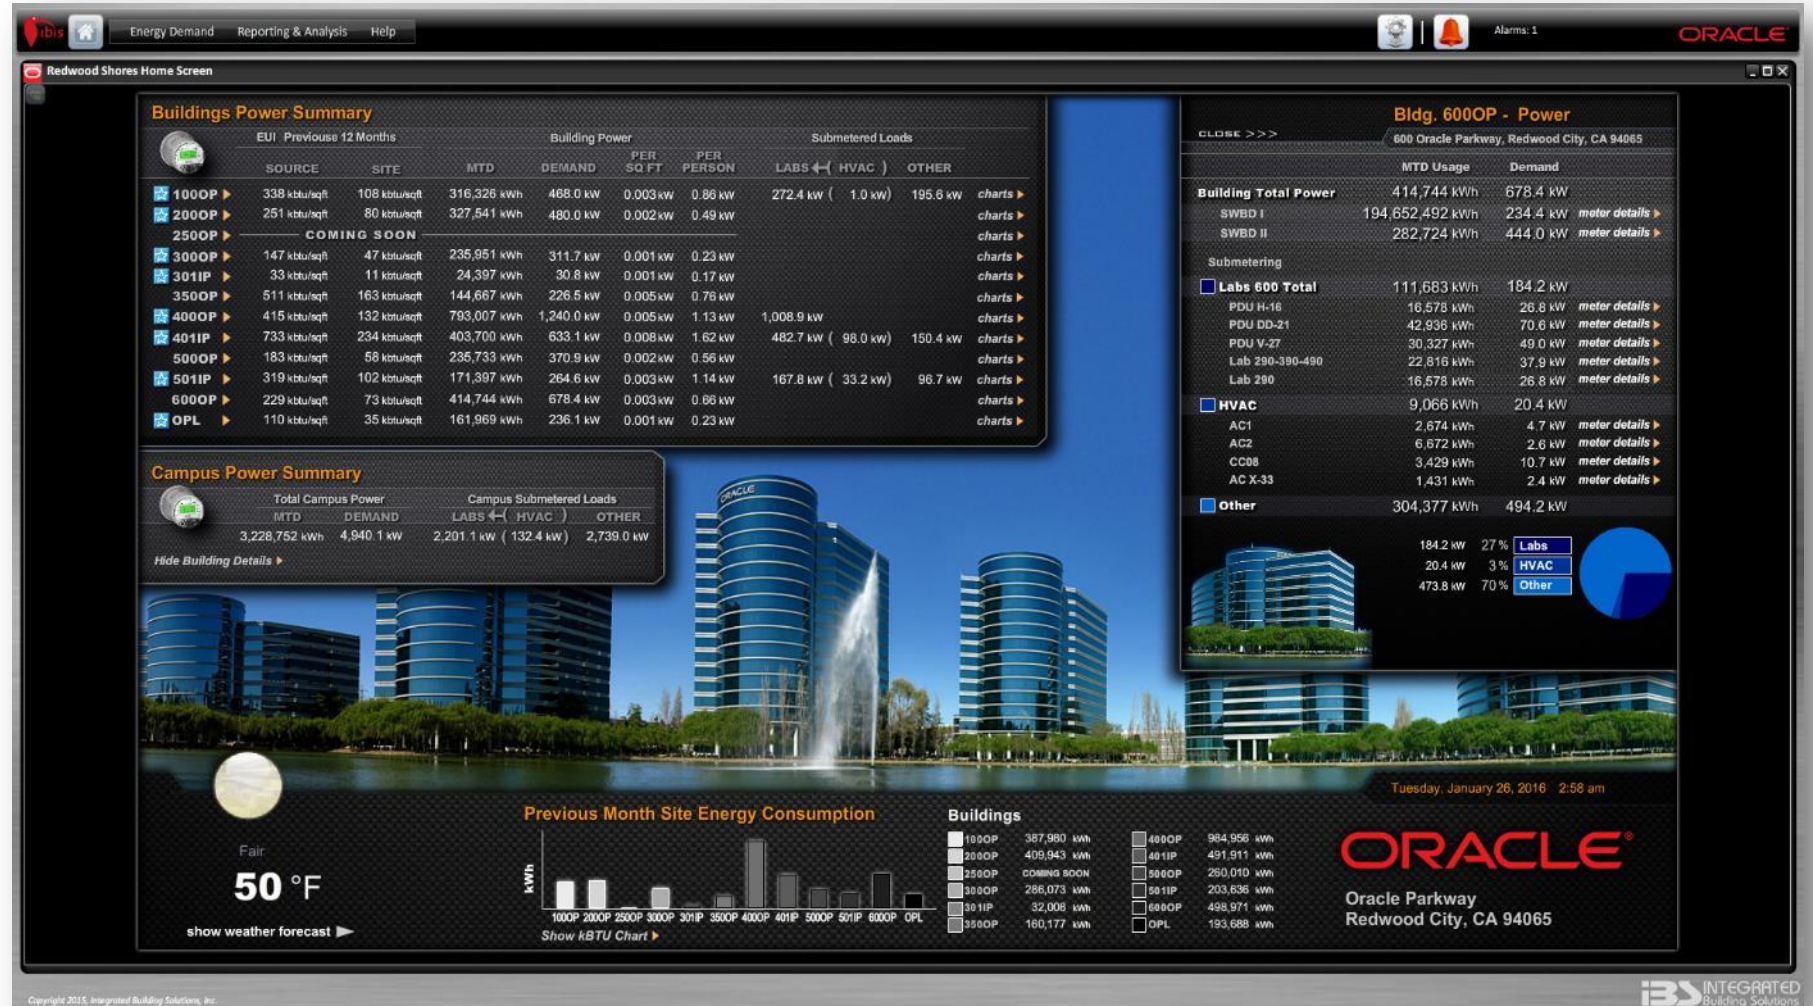 ibis
Energy Demand Reporting & Analysis Help
Alarms: 1
ORACLE
Redwood Shores Home Screen
Buildings Power Summary
EUI Previouse 12 Months Building Power Submetered Loads
SOURCE SITE MTD DEMAND PER SQ FT PER PERSON LABS ( HVAC ) OTHER
100OP 338 kbtu/sqft 108 kbtu/sqft 316,326 kWh 468.0 kW 0.003 kW 0.86 kW 272.4 kW ( 1.0 kW) 195.6 kW charts
200OP 251 kbtu/sqft 80 kbtu/sqft 327,541 kWh 480.0 kW 0.002 kW 0.49 kW charts
250OP COMING SOON charts
300OP 147 kbtu/sqft 47 kbtu/sqft 235,951 kWh 311.7 kW 0.001 kW 0.23 kW charts
301IP 33 kbtu/sqft 11 kbtu/sqft 24,397 kWh 30.8 kW 0.001 kW 0.17 kW charts
350OP 511 kbtu/sqft 163 kbtu/sqft 144,667 kWh 226.5 kW 0.005 kW 0.76 kW charts
400OP 415 kbtu/sqft 132 kbtu/sqft 793,007 kWh 1,240.0 kW 0.005 kW 1.13 kW 1,008.9 kW charts
401IP 733 kbtu/sqft 234 kbtu/sqft 403,700 kWh 633.1 kW 0.008 kW 1.62 kW 482.7 kW ( 98.0 kW) 150.4 kW charts
500OP 183 kbtu/sqft 58 kbtu/sqft 235,733 kWh 370.9 kW 0.002 kW 0.56 kW charts
501IP 319 kbtu/sqft 102 kbtu/sqft 171,397 kWh 264.6 kW 0.003 kW 1.14 kW 167.8 kW ( 33.2 kW) 96.7 kW charts
600OP 229 kbtu/sqft 73 kbtu/sqft 414,744 kWh 678.4 kW 0.003 kW 0.66 kW charts
OPL 110 kbtu/sqft 35 kbtu/sqft 161,969 kWh 236.1 kW 0.001 kW 0.23 kW charts
Campus Power Summary
Total Campus Power Campus Submetered Loads
MTD DEMAND LABS ( HVAC ) OTHER
3,228,752 kWh 4,940.1 kW 2,201.1 kW ( 132.4 kW ) 2,739.0 kW
Hide Building Details
ORACLE
Bldg. 600OP - Power
CLOSE >>>
600 Oracle Parkway, Redwood City, CA 94065
MTD Usage Demand
Building Total Power 414,744 kWh 678.4 kW
SWBD I 194,652,492 kWh 234.4 kW meter details
SWBD II 282,724 kWh 444.0 kW meter details
Submetering
Labs 600 Total 111,683 kWh 184.2 kW
PDU H-16 16,578 kWh 26.8 kW meter details
PDU DD-21 42,936 kWh 70.6 kW meter details
PDU V-27 30,327 kWh 49.0 kW meter details
Lab 290-390-490 22,816 kWh 37.9 kW meter details
Lab 290 16,578 kWh 26.8 kW meter details
HVAC 9,066 kWh 20.4 kW
AC1 2,674 kWh 4.7 kW meter details
AC2 6,672 kWh 2.6 kW meter details
CC08 3,429 kWh 10.7 kW meter details
AC X-33 1,431 kWh 2.4 kW meter details
Other 304,377 kWh 494.2 kW
184.2 kW 27 % Labs
20.4 kW 3 % HVAC
473.8 kW 70 % Other
Tuesday, January 26, 2016 2:58 am
Fair
50 °F
show weather forecast
Previous Month Site Energy Consumption
kWh
100OP 200OP 250OP 300OP 301IP 350OP 400OP 401IP 500OP 501IP 600OP OPL
Show kBTU Chart
Buildings
100OP 387,980 kWh 400OP 984,956 kWh
200OP 409,943 kWh 401IP 491,911 kWh
250OP COMING SOON 500OP 260,010 kWh
300OP 286,073 kWh 501IP 203,636 kWh
301IP 32,008 kWh 600OP 498,971 kWh
350OP 160,177 kWh OPL 193,688 kWh
ORACLE®
Oracle Parkway
Redwood City, CA 94065
Copyright 2015, Integrated Building Solutions, Inc.
iBS INTEGRATED
Building Solutions